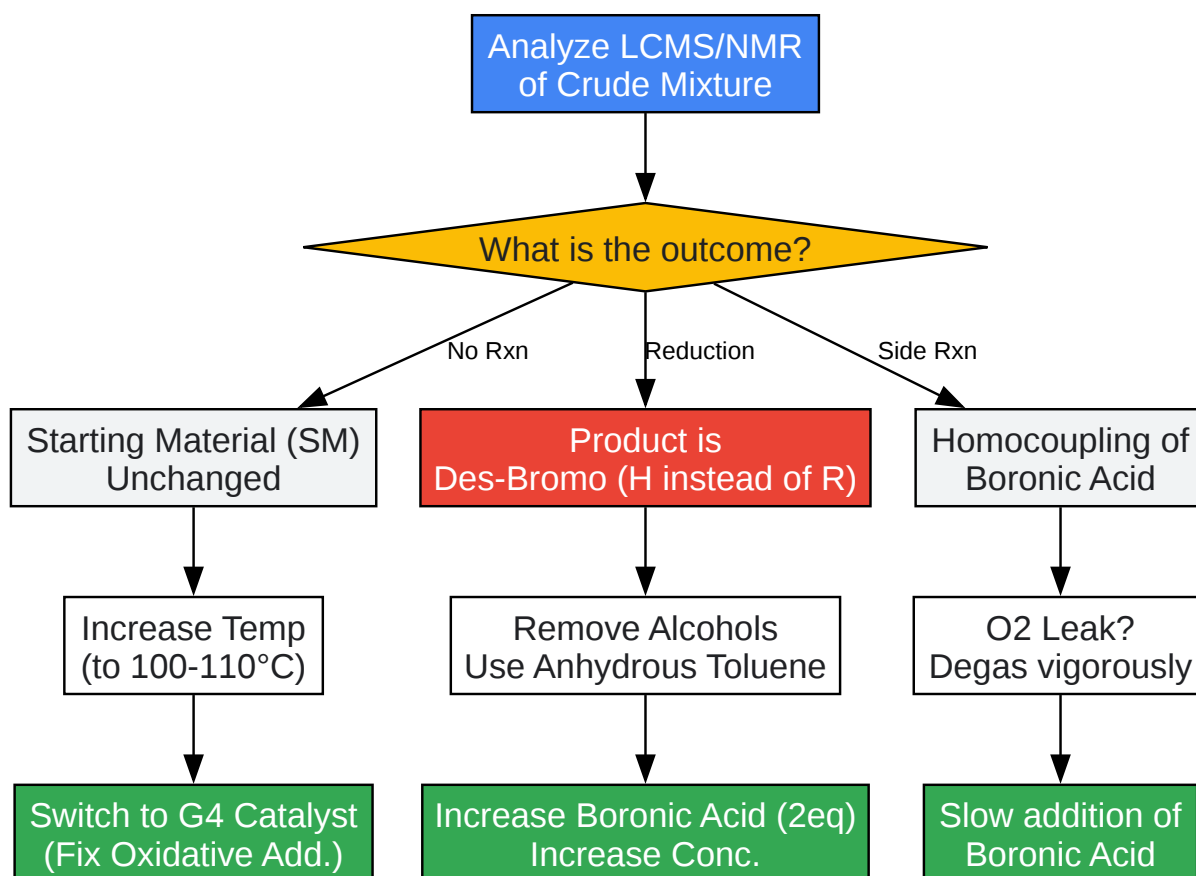 Analyze LCMS/NMR
of Crude Mixture
What is the outcome?
No Rxn
Reduction
Side Rxn
Starting Material (SM)
Unchanged
Product is
Des-Bromo (H instead of R)
Homocoupling of
Boronic Acid
Increase Temp
(to 100-110°C)
Remove Alcohols
Use Anhydrous Toluene
O2 Leak?
Degas vigorously
Switch to G4 Catalyst
(Fix Oxidative Add.)
Increase Boronic Acid (2eq)
Increase Conc.
Slow addition of
Boronic Acid